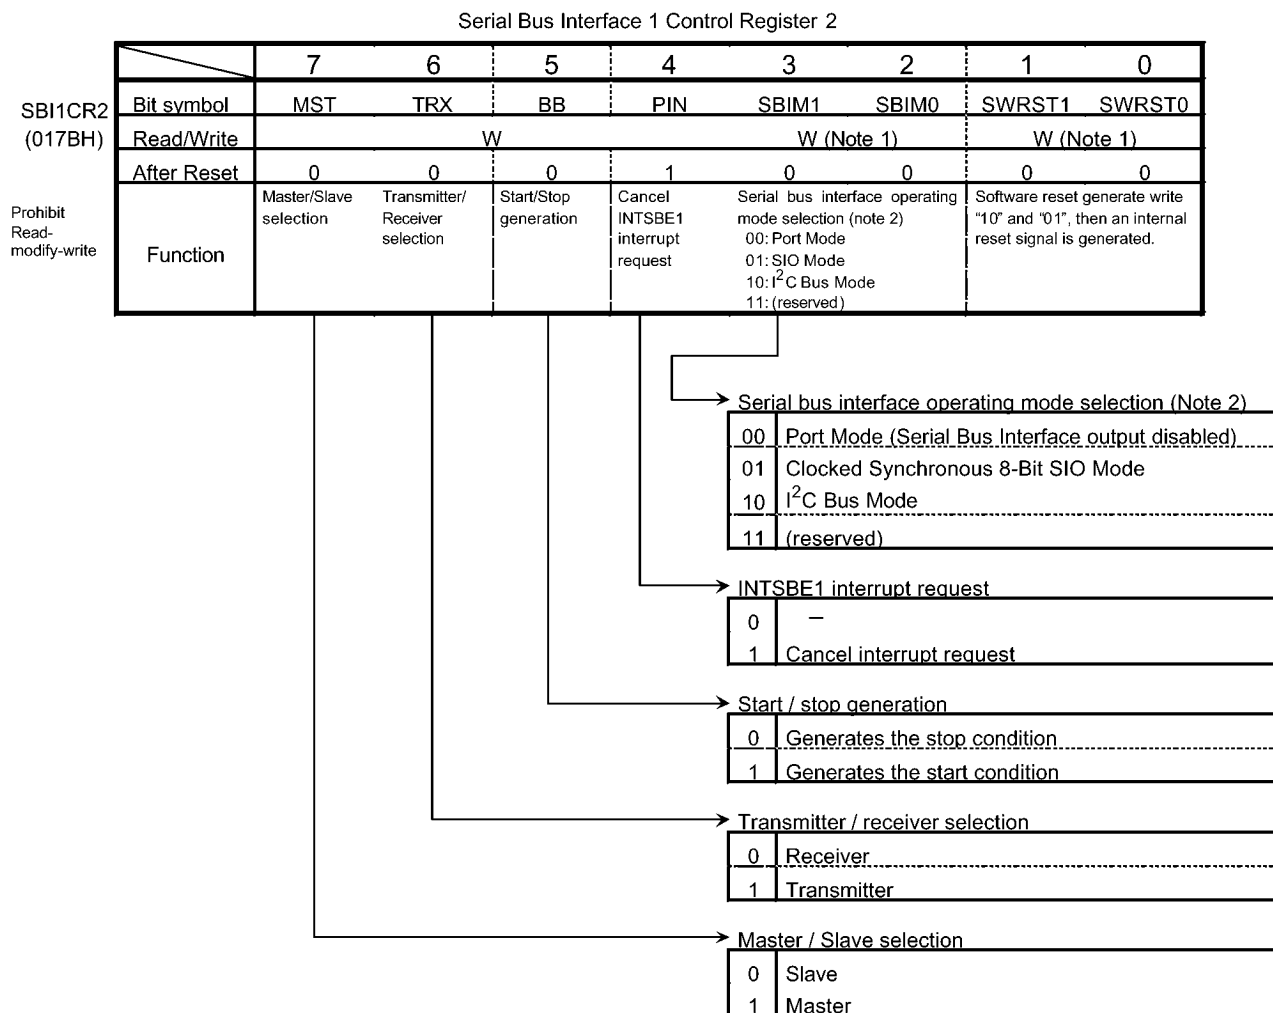 Serial Bus Interface 1 Control Register 2
7 6 5 4 3 2 1 0
SBI1CR2
(017BH)
Bit symbol MST TRX BB PIN SBIM1 SBIM0 SWRST1 SWRST0
Read/Write W W (Note 1) W (Note 1)
After Reset 0 0 0 1 0 0 0 0
Prohibit
Read-
modify-write
Function
Master/Slave
selection
Transmitter/
Receiver
selection
Start/Stop
generation
Cancel
INTSBE1
interrupt
request
Serial bus interface operating
mode selection (note 2)
00: Port Mode
01: SIO Mode
10: I2C Bus Mode
11: (reserved)
Software reset generate write
“10” and “01”, then an internal
reset signal is generated.
Serial bus interface operating mode selection (Note 2)
00 Port Mode (Serial Bus Interface output disabled)
01 Clocked Synchronous 8-Bit SIO Mode
10 I2C Bus Mode
11 (reserved)
INTSBE1 interrupt request
0 –
1 Cancel interrupt request
Start / stop generation
0 Generates the stop condition
1 Generates the start condition
Transmitter / receiver selection
0 Receiver
1 Transmitter
Master / Slave selection
0 Slave
1 Master